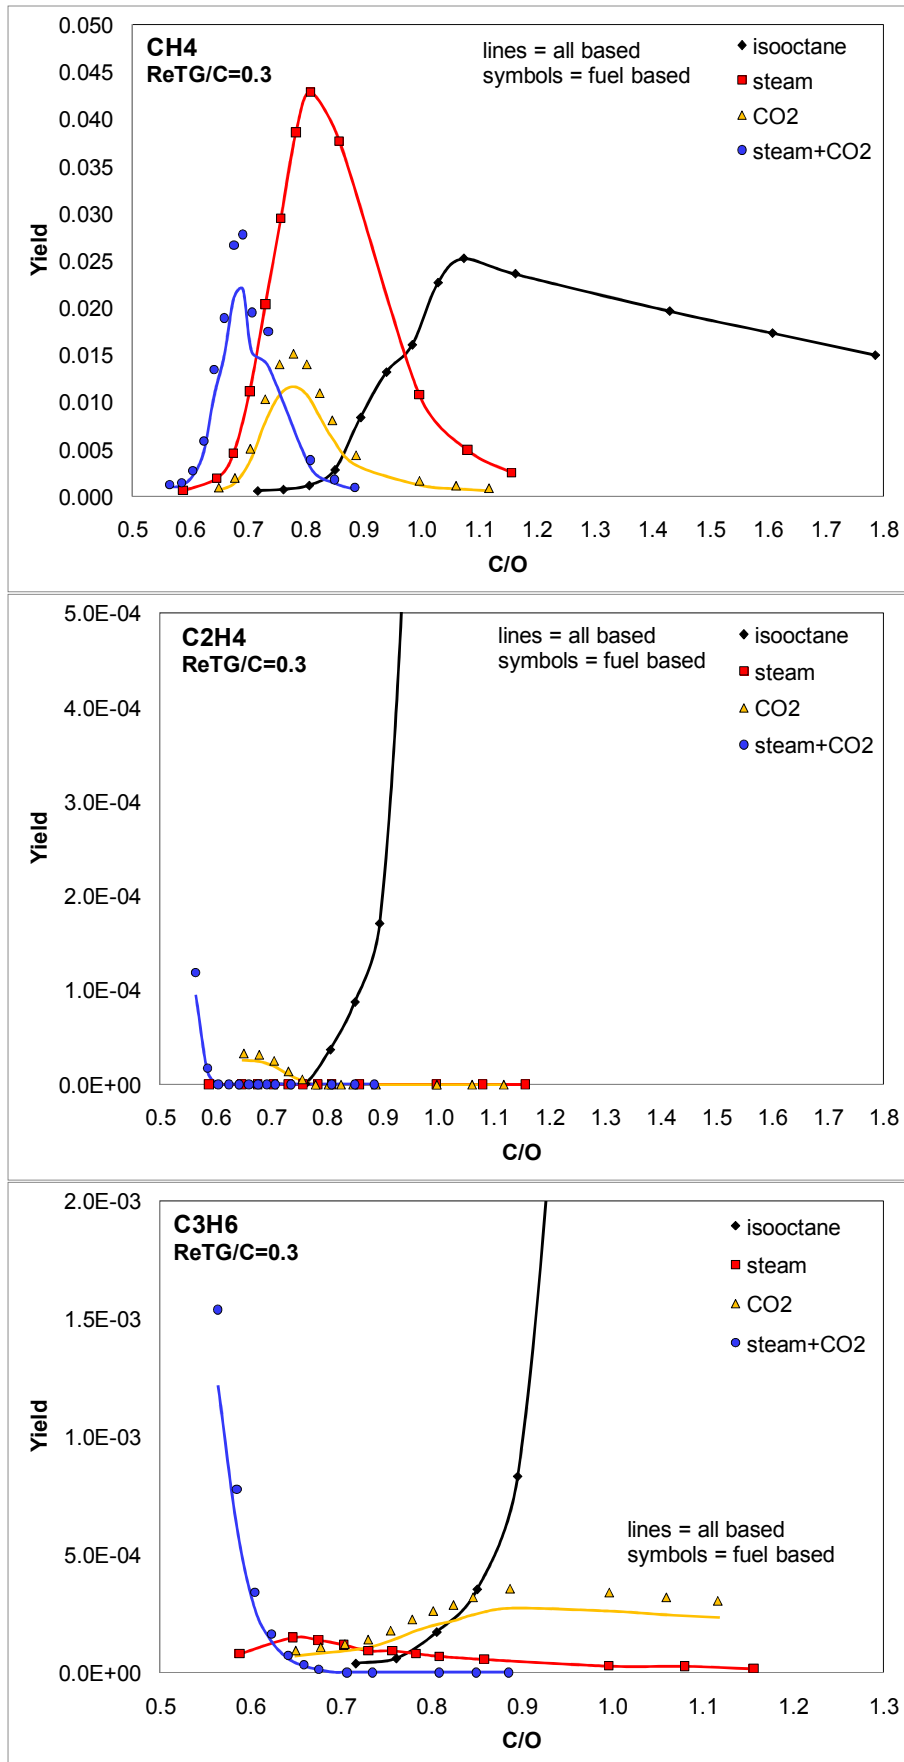 CH4
ReTG/C=0.3
lines = all based
symbols = fuel based
isooctane
steam
CO2
steam+CO2
Yield
0.050
0.045
0.040
0.035
0.030
0.025
0.020
0.015
0.010
0.005
0.000
0.5 0.6 0.7 0.8 0.9 1.0 1.1 1.2 1.3 1.4 1.5 1.6 1.7 1.8
C/O
C2H4
ReTG/C=0.3
lines = all based
symbols = fuel based
isooctane
steam
CO2
steam+CO2
Yield
5.0E-04
4.0E-04
3.0E-04
2.0E-04
1.0E-04
0.0E+00
0.5 0.6 0.7 0.8 0.9 1.0 1.1 1.2 1.3 1.4 1.5 1.6 1.7 1.8
C/O
C3H6
ReTG/C=0.3
isooctane
steam
CO2
steam+CO2
lines = all based
symbols = fuel based
Yield
2.0E-03
1.5E-03
1.0E-03
5.0E-04
0.0E+00
0.5 0.6 0.7 0.8 0.9 1.0 1.1 1.2 1.3
C/O